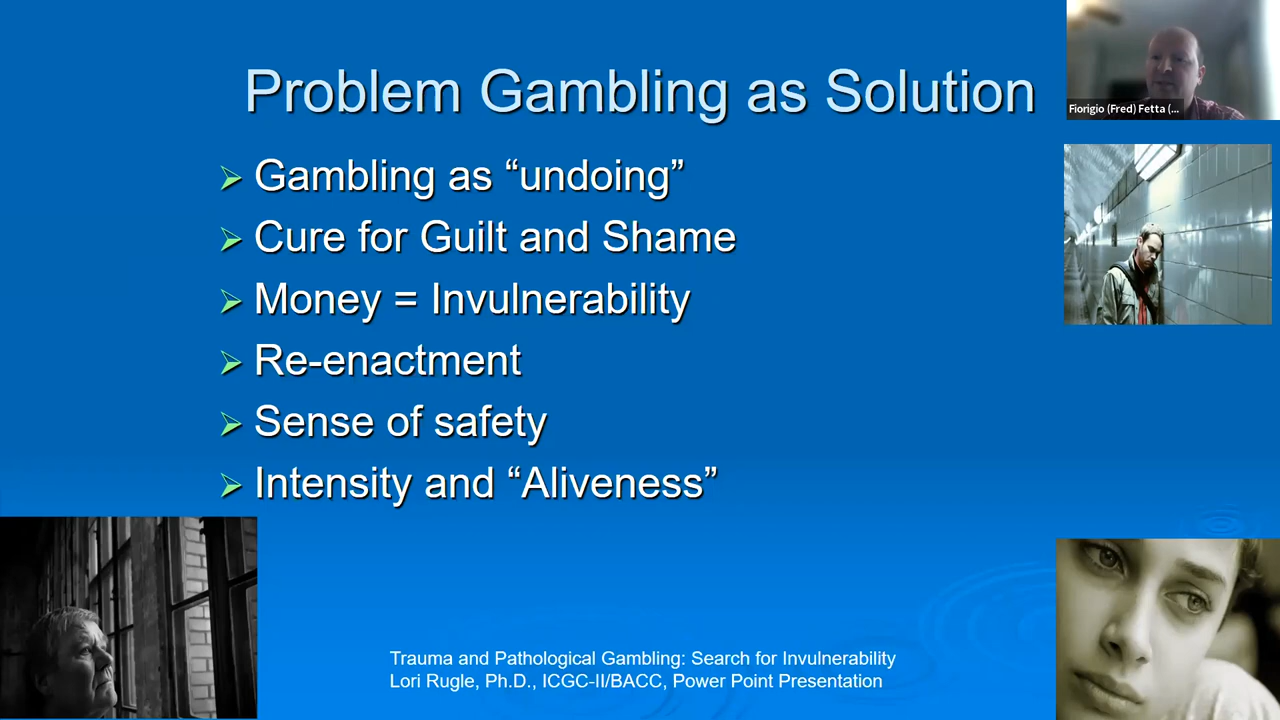 Problem Gambling as Solution
Fiorigio (Fred) Fetta (...
Gambling as “undoing”
Cure for Guilt and Shame
Money = Invulnerability
Re-enactment
Sense of safety
Intensity and “Aliveness”
Trauma and Pathological Gambling: Search for Invulnerability
Lori Rugle, Ph.D., ICGC-II/BACC, Power Point Presentation